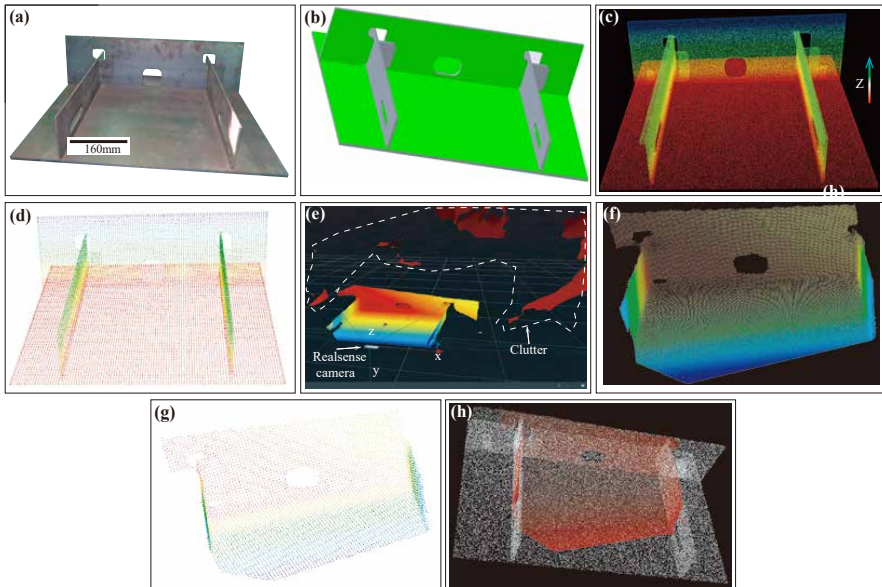 (a)
160mm
(b)
(c)
Z
(h)
(d)
(e)
z
Realsense
camera
x
y
Clutter
(f)
(g)
(h)